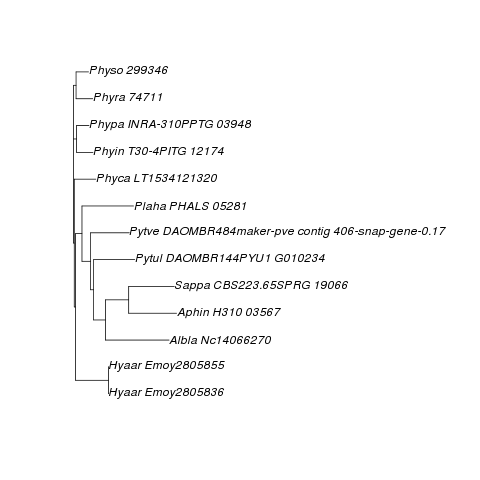 Physo 299346
Phyra 74711
Phypa INRA-310PPTG 03948
Phyin T30-4PITG 12174
Phyca LT1534121320
Plaha PHALS 05281
Pytve DAOMBR484maker-pve contig 406-snap-gene-0.17
Pytul DAOMBR144PYU1 G010234
Sappa CBS223.65SPRG 19066
Aphin H310 03567
Albla Nc14066270
Hyaar Emoy2805855
Hyaar Emoy2805836